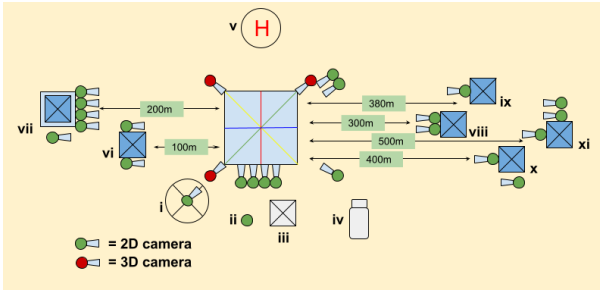 v H
200m
380m
ix
vii
300m
viii
500m
xi
vi
100m
400m
x
i
ii
iii
iv
= 2D camera
= 3D camera